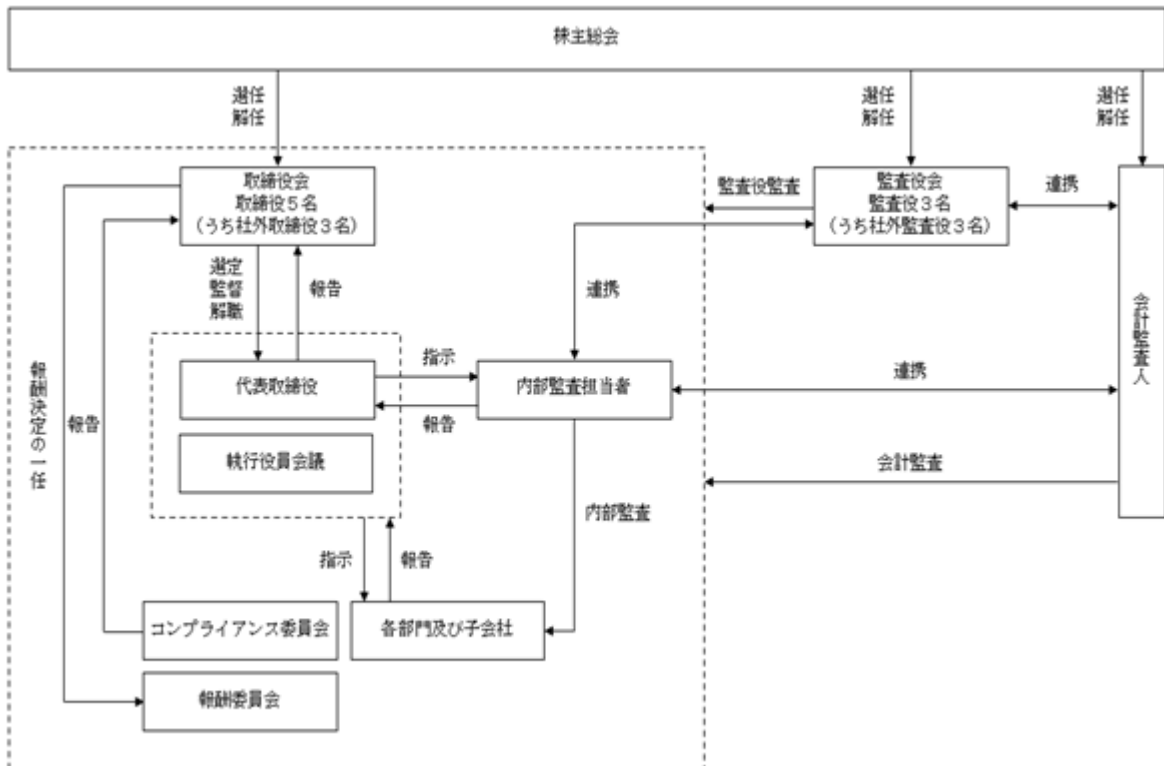 株主総会
選任
解任
選任
解任
選任
解任
取締役会
取締役5名
(うち社外取締役3名)
監査役監査
監査役会
監査役3名
(うち社外監査役3名)
連携
選定
監督
解職
報告
連携
会計監査人
代表取締役
指示
報告
内部監査担当者
連携
執行役員会議
会計監査
報酬決定の一任
報告
内部監査
指示
報告
コンプライアンス委員会
各部門及び子会社
報酬委員会